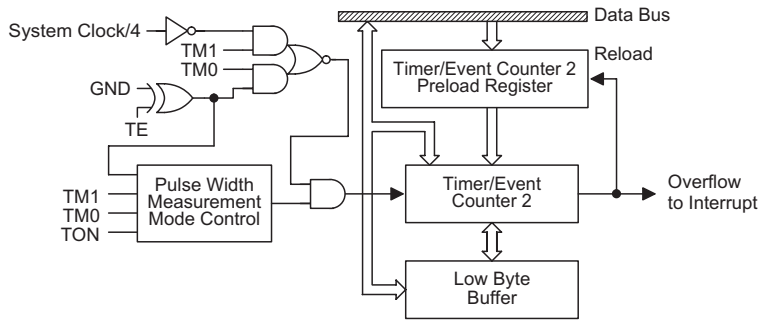 Data Bus
System Clock/4
TM1
TM0
GND
TE
Timer/Event Counter 2
Preload Register
Reload
TM1
TM0
TON
Pulse Width
Measurement
Mode Control
Timer/Event
Counter 2
Overflow
to Interrupt
Low Byte
Buffer